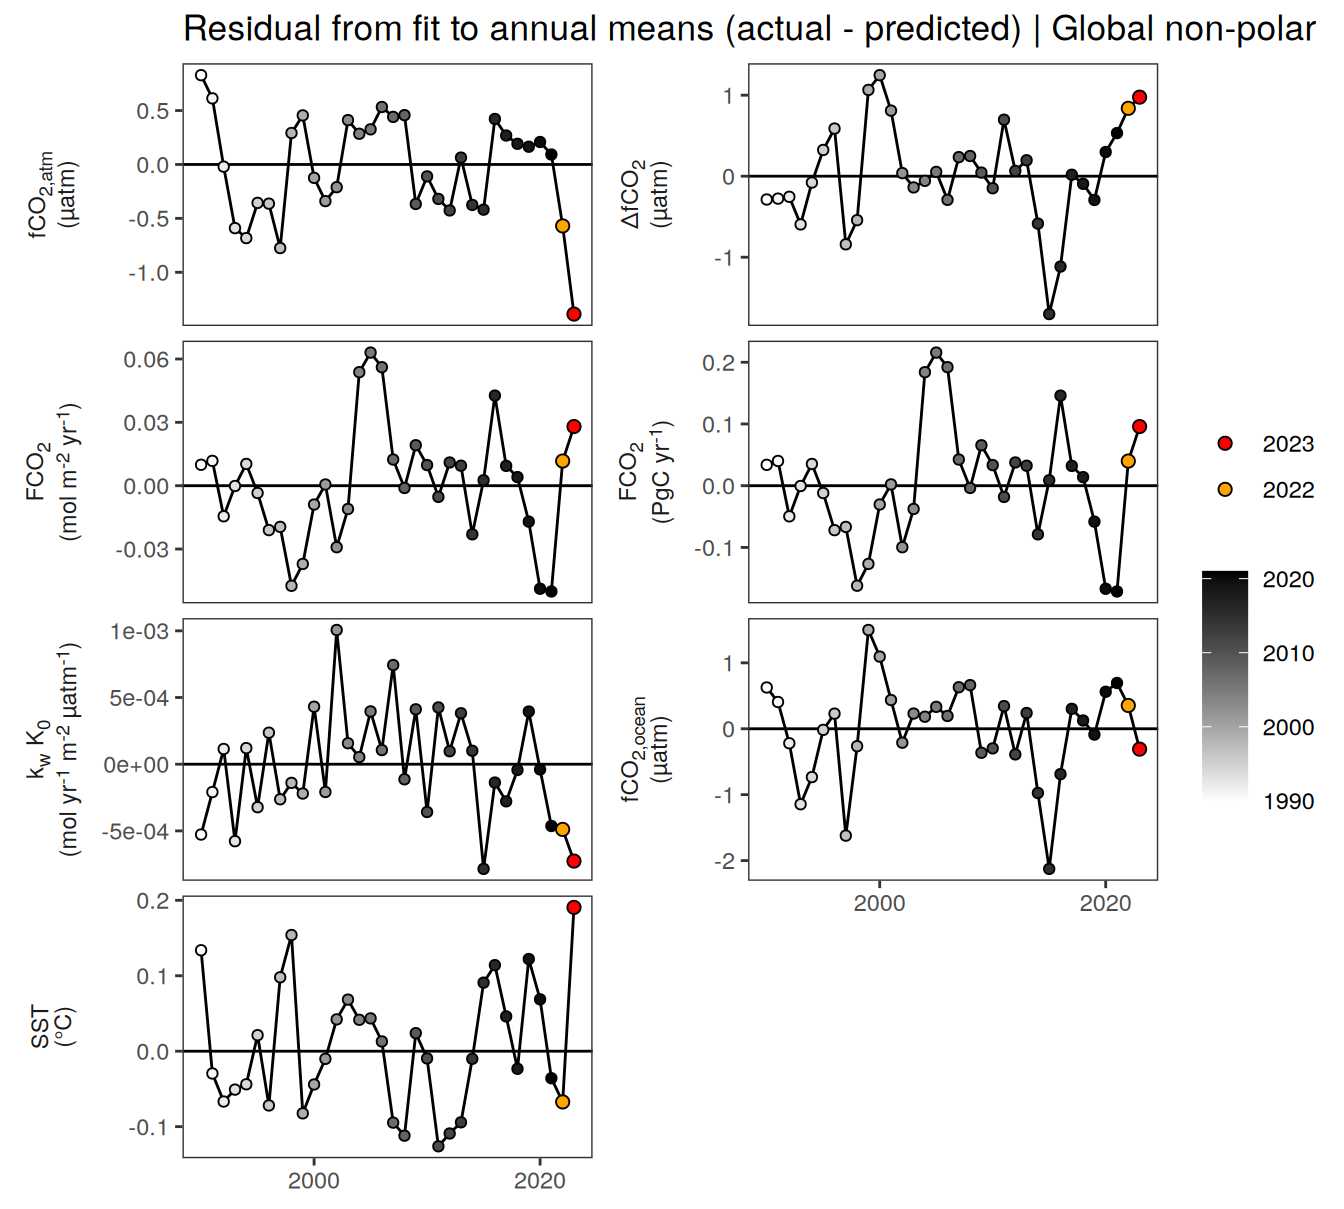 Residual from fit to annual means (actual - predicted) | Global non-polar
fCO2,atm
(µatm)
0.5
0.0
-0.5
-1.0
ΔfCO2
(µatm)
1
0
-1
FCO2
(mol m-2 yr-1)
0.06
0.03
0.00
-0.03
FCO2
(PgC yr-1)
0.2
0.1
0.0
-0.1
kw K0
(mol yr-1 m-2 µatm-1)
1e-03
5e-04
0e+00
-5e-04
fCO2,ocean
(µatm)
1
0
-1
-2
2000
2020
SST
(°C)
0.2
0.1
0.0
-0.1
2000
2020
2023
2022
2020
2010
2000
1990